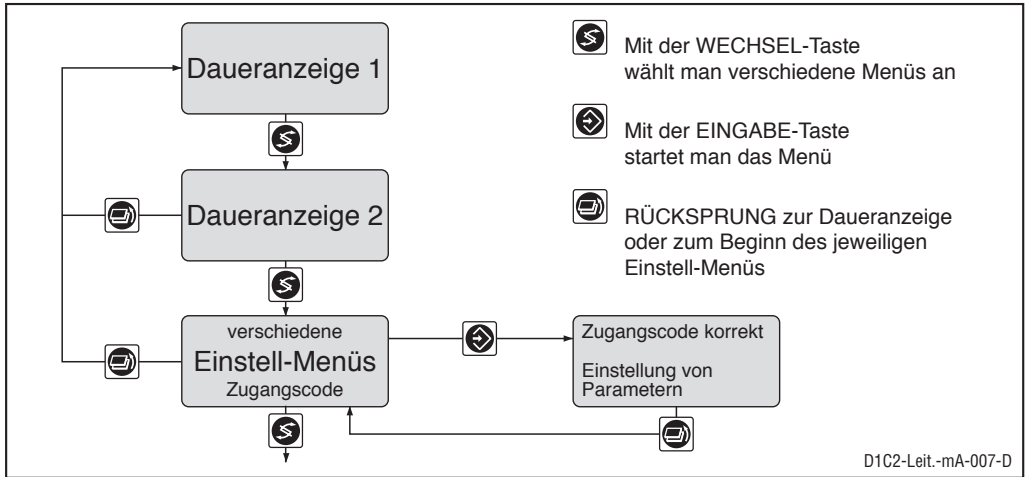 Daueranzeige 1
Daueranzeige 2
verschiedene
Einstell-Menüs
Zugangscode
Zugangscode korrekt
Einstellung von
Parametern
Mit der WECHSEL-Taste
wählt man verschiedene Menüs an
Mit der EINGABE-Taste
startet man das Menü
RÜCKSPRUNG zur Daueranzeige
oder zum Beginn des jeweiligen
Einstell-Menüs
D1C2-Leit.-mA-007-D